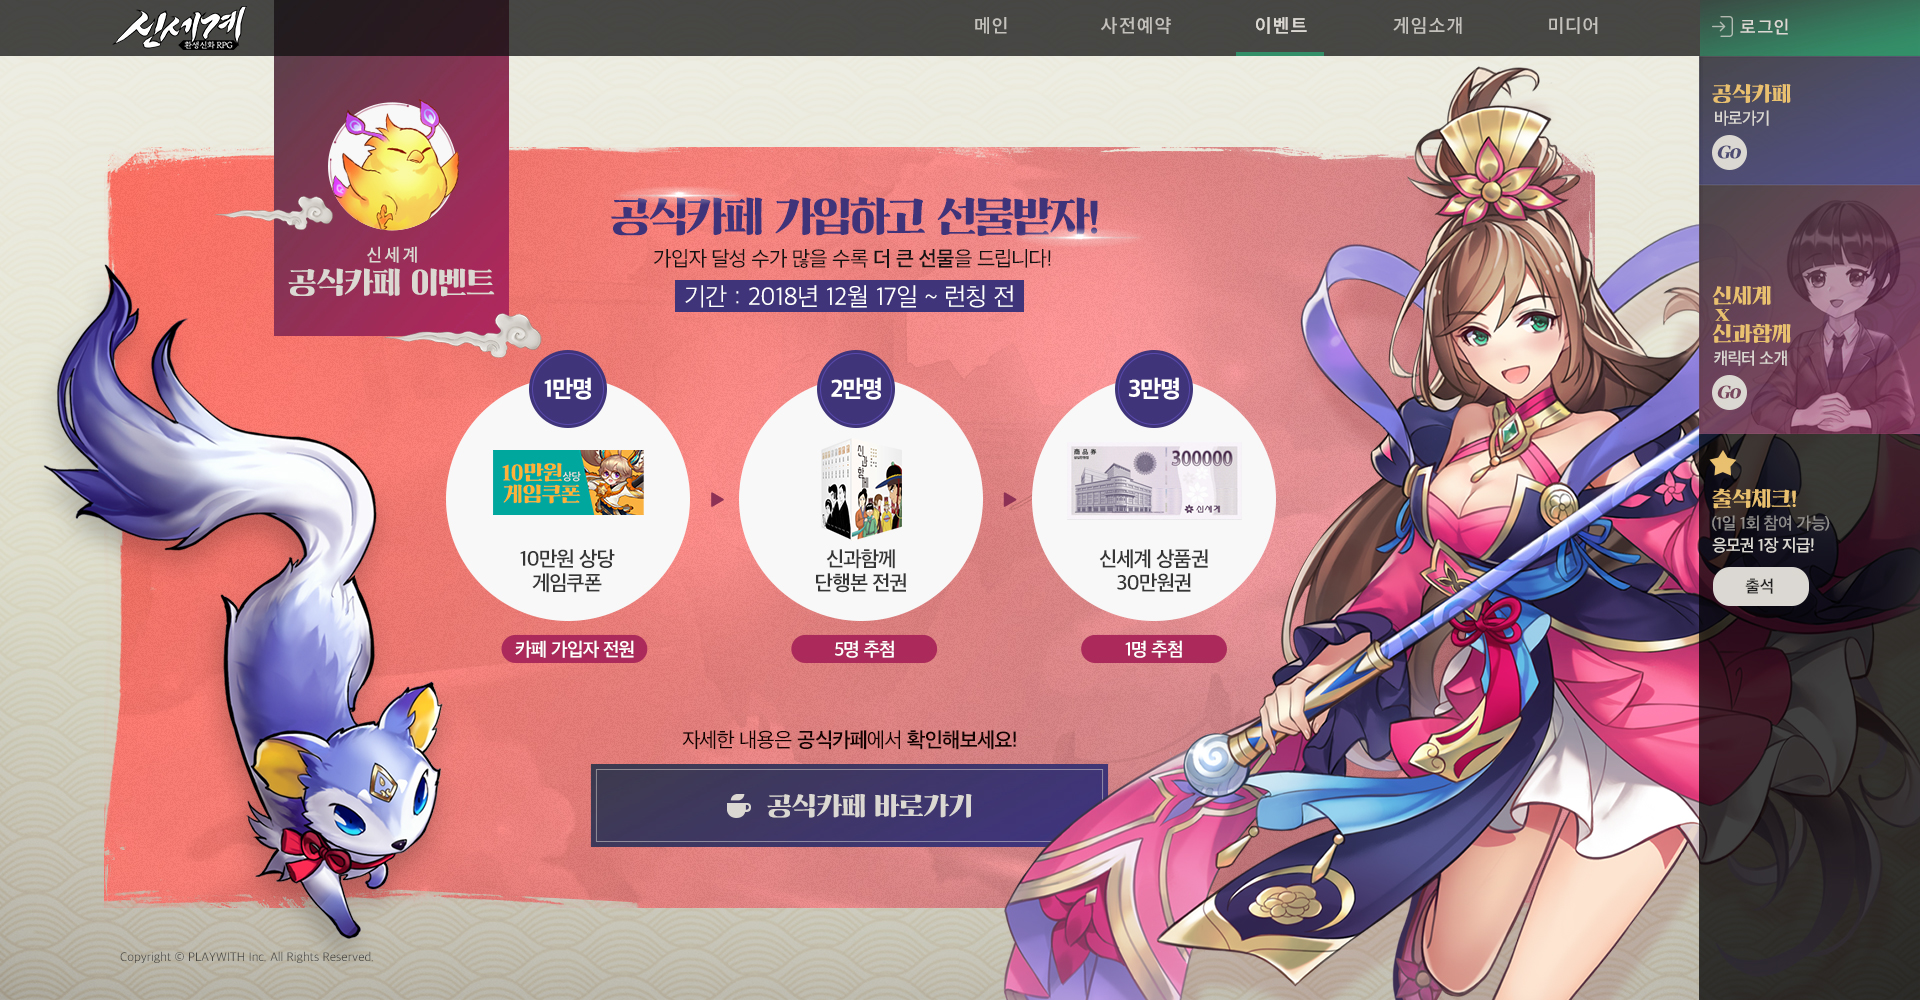 신세계
환생신화 RPG
메인
사전예약
이벤트
게임소개
미디어
로그인
신세계
공식카페 이벤트
공식카페 가입하고 선물받자!
가입자 달성 수가 많을 수록 더 큰 선물을 드립니다!
기간 : 2018년 12월 17일 ~ 런칭 전
1만명
10만원상당
게임쿠폰
10만원 상당
게임쿠폰
카페 가입자 전원
2만명
신과함께
신과함께
단행본 전권
5명 추첨
3만명
商品券
300000
신세계
신세계 상품권
30만원권
1명 추첨
자세한 내용은 공식카페에서 확인해보세요!
공식카페 바로가기
공식카페
바로가기
Go
신세계
X
신과함께
캐릭터 소개
Go
출석체크!
(1일 1회 참여 가능)
응모권 1장 지급!
출석
Copyright © PLAYWITH Inc. All Rights Reserved.